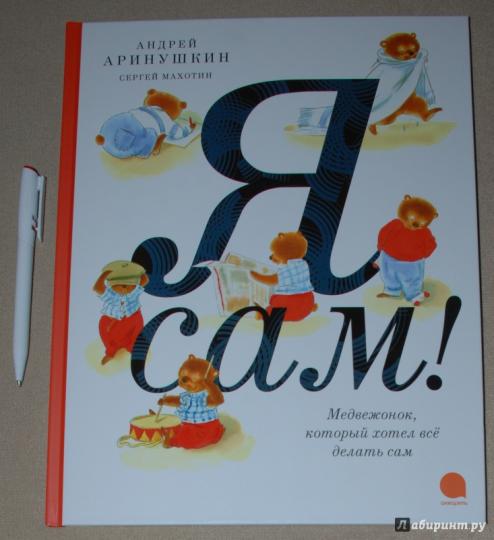 АНДРЕЙ
АРИНУШКИН
СЕРГЕЙ МАХОТИН
Я
сам!
Медвежонок,
который хотел всё
делать сам
Лабиринт.ру